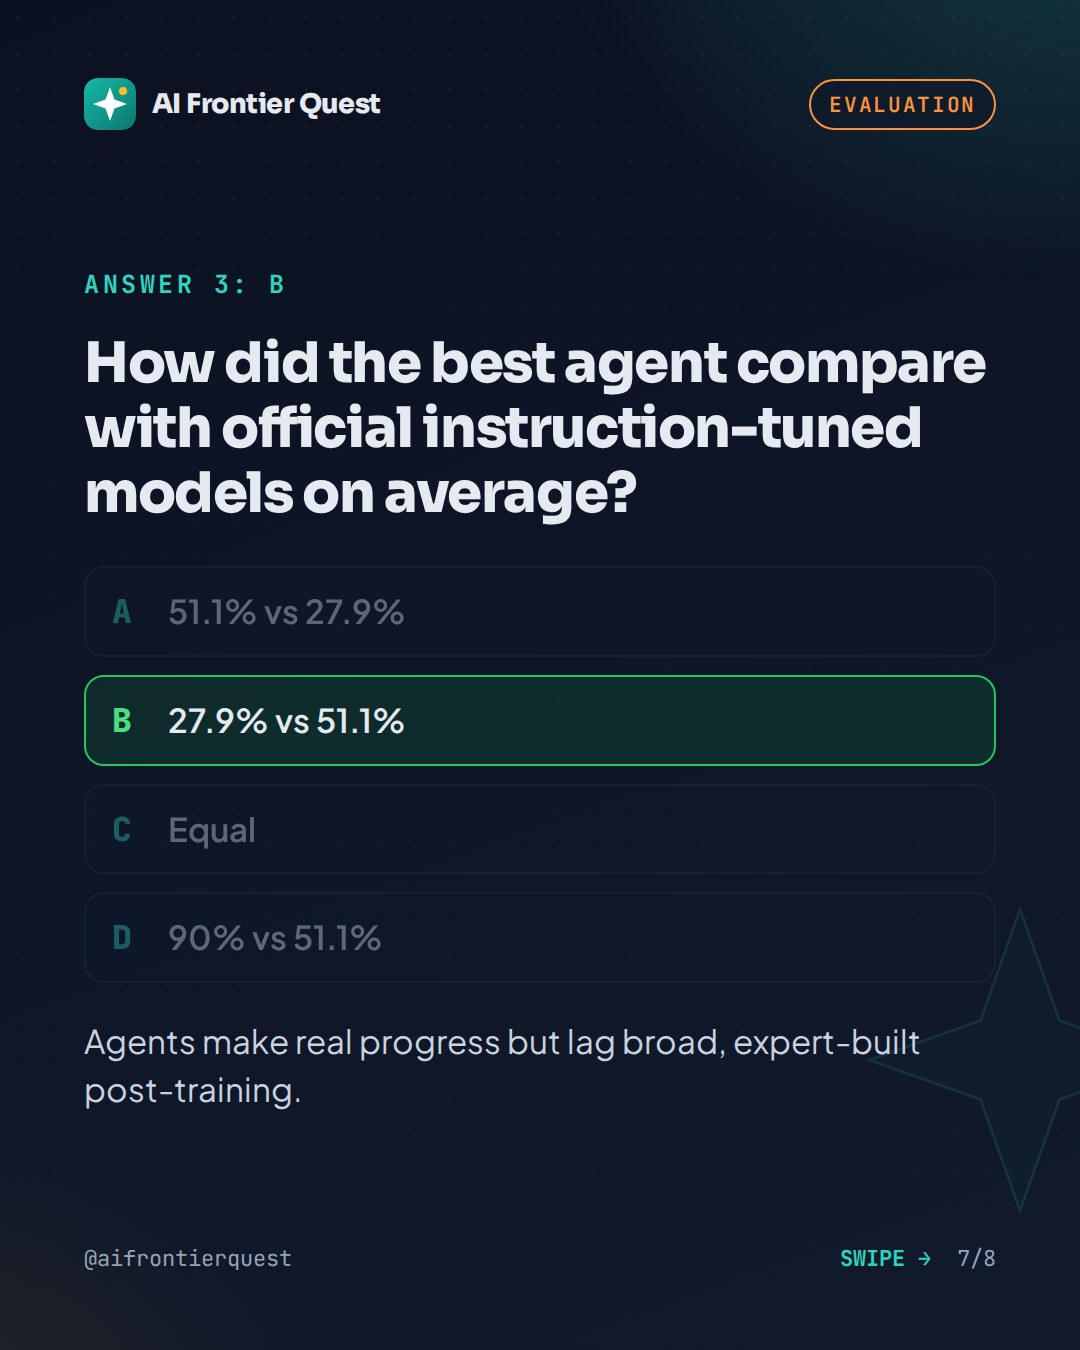 AI Frontier Quest
EVALUATION
ANSWER 3: B
How did the best agent compare
with official instruction-tuned
models on average?
A 51.1% vs 27.9%
B 27.9% vs 51.1%
C Equal
D 90% vs 51.1%
Agents make real progress but lag broad, expert-built
post-training.
@aifrontierquest
SWIPE → 7/8